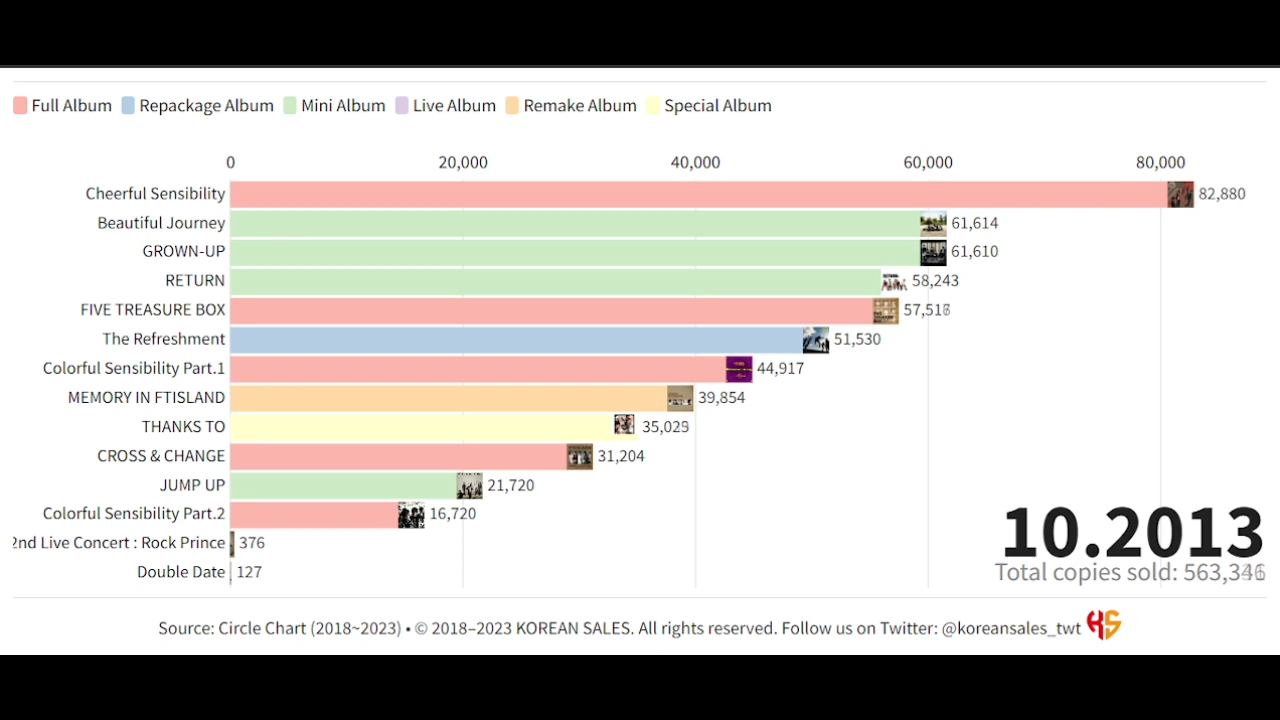 Full Album Repackage Album Mini Album Live Album Remake Album Special Album
0 20,000 40,000 60,000 80,000
Cheerful Sensibility 82,880
Beautiful Journey 61,614
GROWN-UP 61,610
RETURN 58,243
FIVE TREASURE BOX
The Refreshment 51,530
Colorful Sensibility Part.1 44,917
MEMORY IN FTISLAND 39,854
THANKS TO
CROSS & CHANGE 31,204
JUMP UP 21,720
Colorful Sensibility Part.2 16,720
2nd Live Concert : Rock Prince 376
Double Date 127
10.2013
Total copies sold:
Source: Circle Chart (2018~2023) • © 2018–2023 KOREAN SALES. All rights reserved. Follow us on Twitter: @koreansales_twt KS